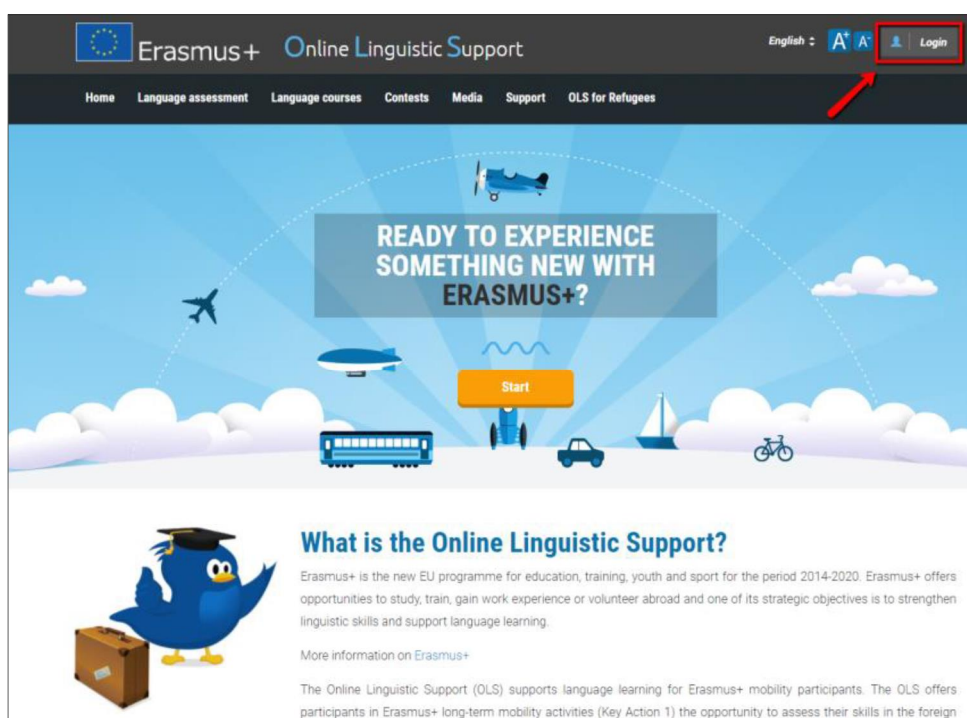 Erasmus+ Online Linguistic Support
English A+ A- Login
Home Language assessment Language courses Contests Media Support OLS for Refugees
READY TO EXPERIENCE
SOMETHING NEW WITH
ERASMUS+?
Start
What is the Online Linguistic Support?
Erasmus+ is the new EU programme for education, training, youth and sport for the period 2014-2020. Erasmus+ offers
opportunities to study, train, gain work experience or volunteer abroad and one of its strategic objectives is to strengthen
linguistic skills and support language learning.
More information on Erasmus+
The Online Linguistic Support (OLS) supports language learning for Erasmus+ mobility participants. The OLS offers
participants in Erasmus+ long-term mobility activities (Key Action 1) the opportunity to assess their skills in the foreign